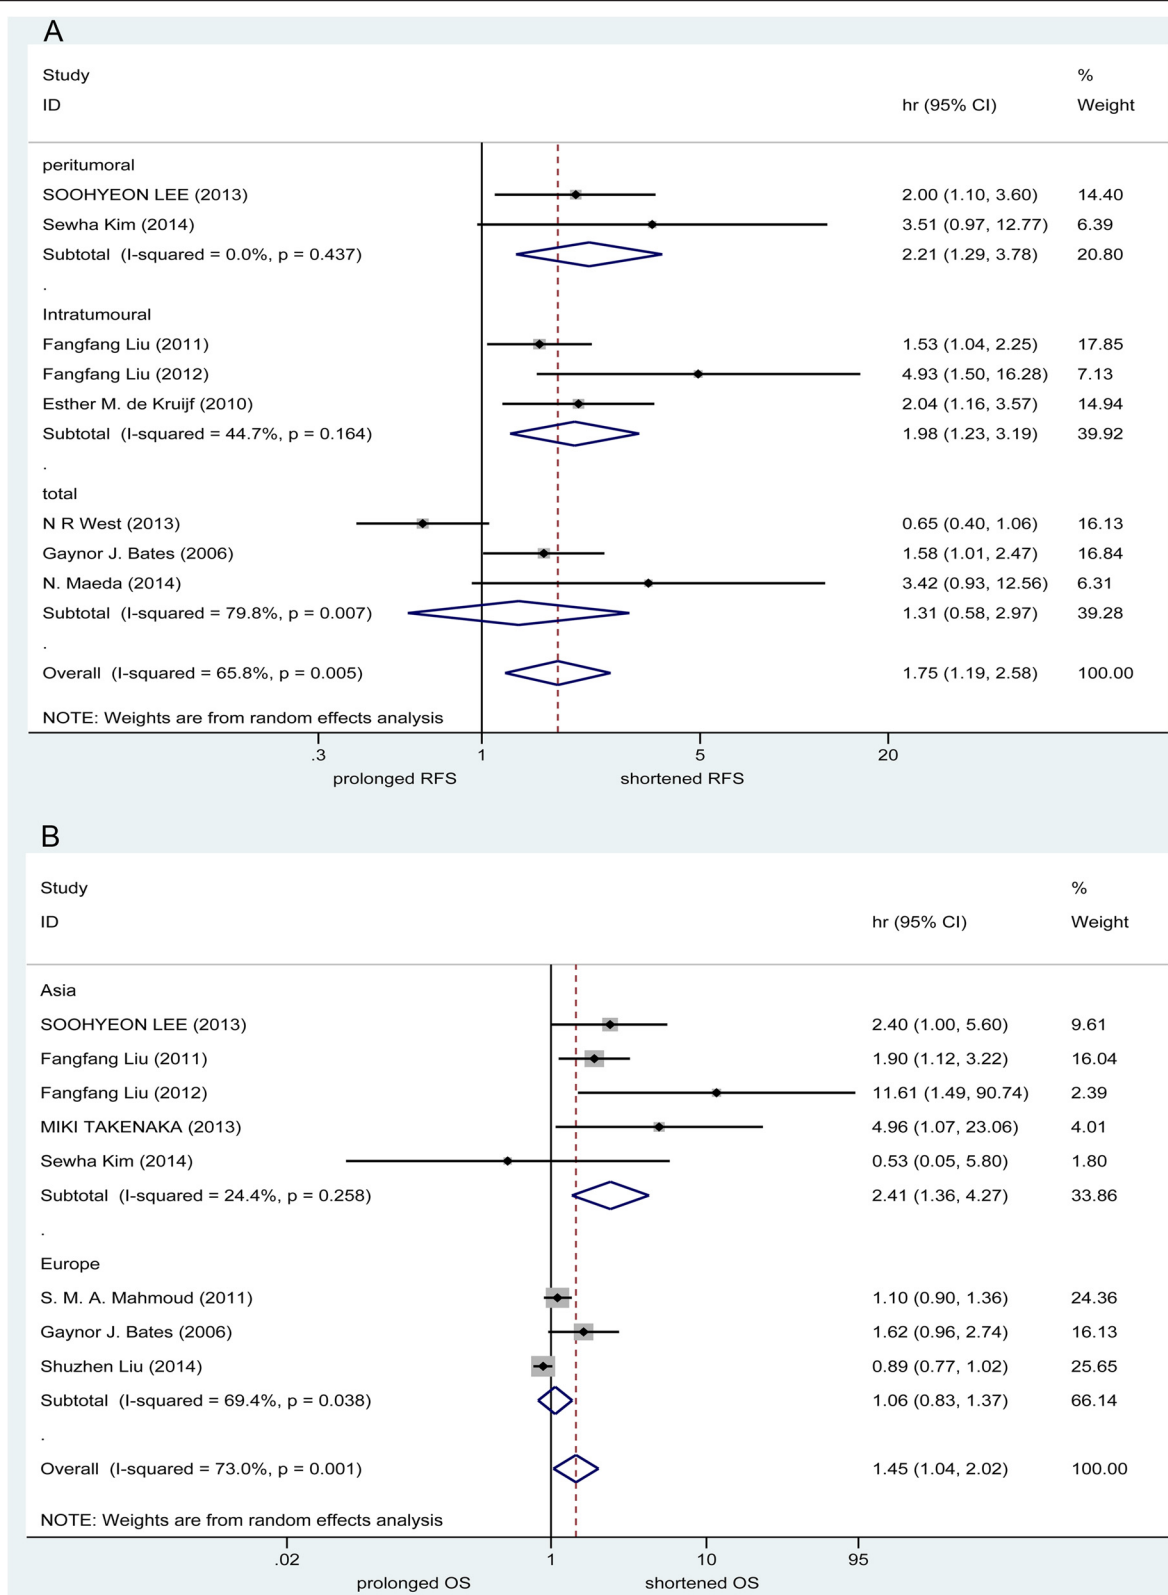 A
Study %
ID hr (95% CI) Weight
peritumoral
SOOHYEON LEE (2013) 2.00 (1.10, 3.60) 14.40
Sewha Kim (2014) 3.51 (0.97, 12.77) 6.39
Subtotal (I-squared = 0.0%, p = 0.437) 2.21 (1.29, 3.78) 20.80
.
Intratumoural
Fangfang Liu (2011) 1.53 (1.04, 2.25) 17.85
Fangfang Liu (2012) 4.93 (1.50, 16.28) 7.13
Esther M. de Kruijf (2010) 2.04 (1.16, 3.57) 14.94
Subtotal (I-squared = 44.7%, p = 0.164) 1.98 (1.23, 3.19) 39.92
.
total
N R West (2013) 0.65 (0.40, 1.06) 16.13
Gaynor J. Bates (2006) 1.58 (1.01, 2.47) 16.84
N. Maeda (2014) 3.42 (0.93, 12.56) 6.31
Subtotal (I-squared = 79.8%, p = 0.007) 1.31 (0.58, 2.97) 39.28
.
Overall (I-squared = 65.8%, p = 0.005) 1.75 (1.19, 2.58) 100.00
NOTE: Weights are from random effects analysis
.3 1 5 20
prolonged RFS shortened RFS
B
Study %
ID hr (95% CI) Weight
Asia
SOOHYEON LEE (2013) 2.40 (1.00, 5.60) 9.61
Fangfang Liu (2011) 1.90 (1.12, 3.22) 16.04
Fangfang Liu (2012) 11.61 (1.49, 90.74) 2.39
MIKI TAKENAKA (2013) 4.96 (1.07, 23.06) 4.01
Sewha Kim (2014) 0.53 (0.05, 5.80) 1.80
Subtotal (I-squared = 24.4%, p = 0.258) 2.41 (1.36, 4.27) 33.86
.
Europe
S. M. A. Mahmoud (2011) 1.10 (0.90, 1.36) 24.36
Gaynor J. Bates (2006) 1.62 (0.96, 2.74) 16.13
Shuzhen Liu (2014) 0.89 (0.77, 1.02) 25.65
Subtotal (I-squared = 69.4%, p = 0.038) 1.06 (0.83, 1.37) 66.14
.
Overall (I-squared = 73.0%, p = 0.001) 1.45 (1.04, 2.02) 100.00
NOTE: Weights are from random effects analysis
.02 1 10 95
prolonged OS shortened OS